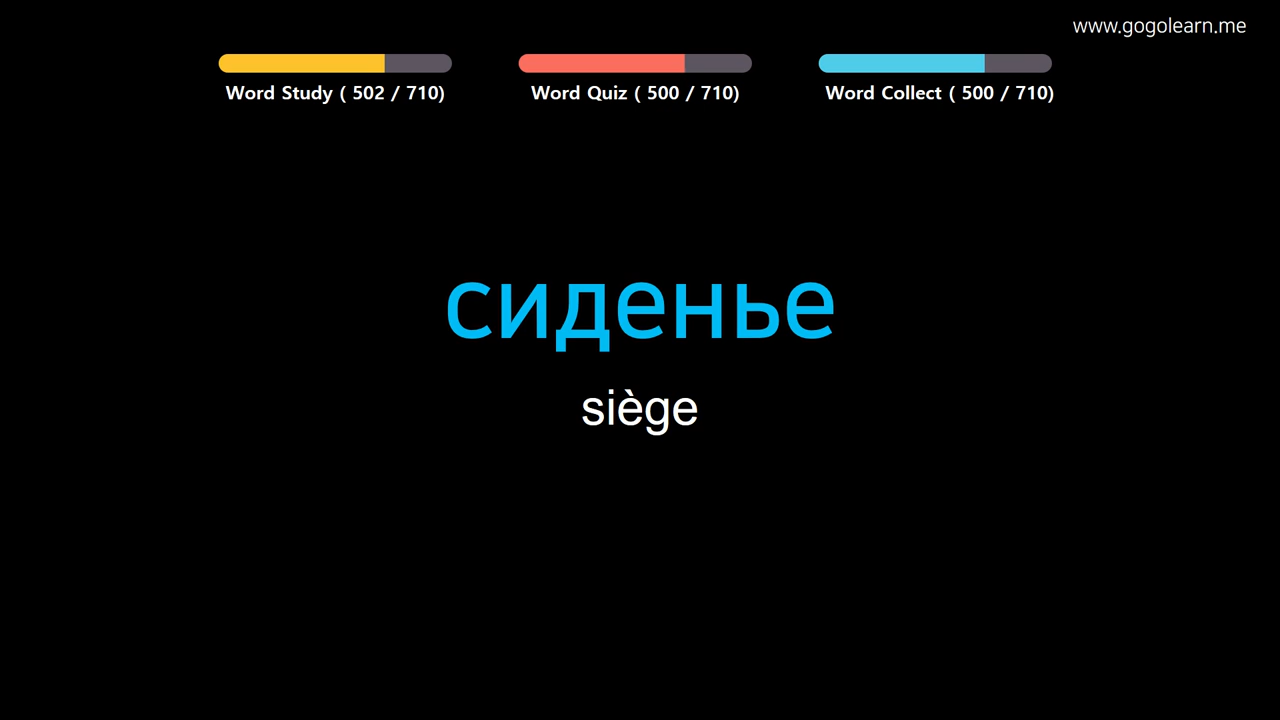 www.gogolearn.me
Word Study ( 502 / 710)
Word Quiz ( 500 / 710)
Word Collect ( 500 / 710)
сиденье
siège